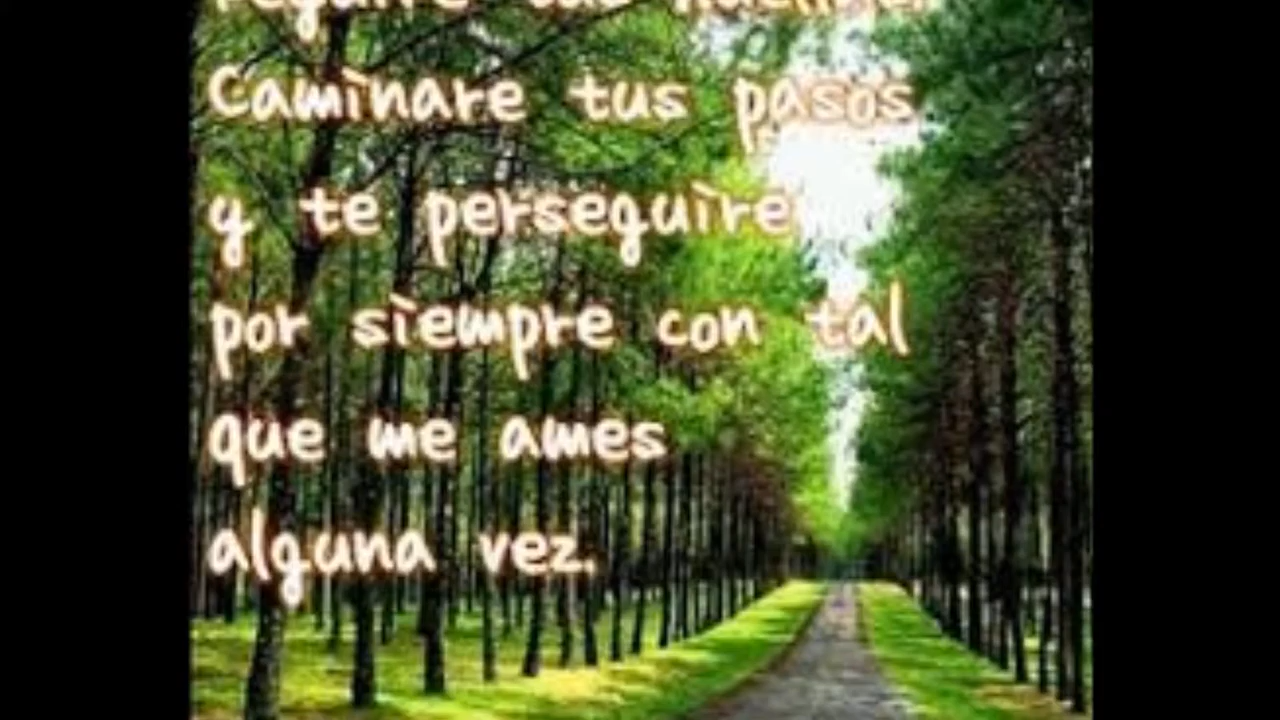 Caminare tus pasos
y te perseguire
por siempre con tal
que me ames
alguna vez.